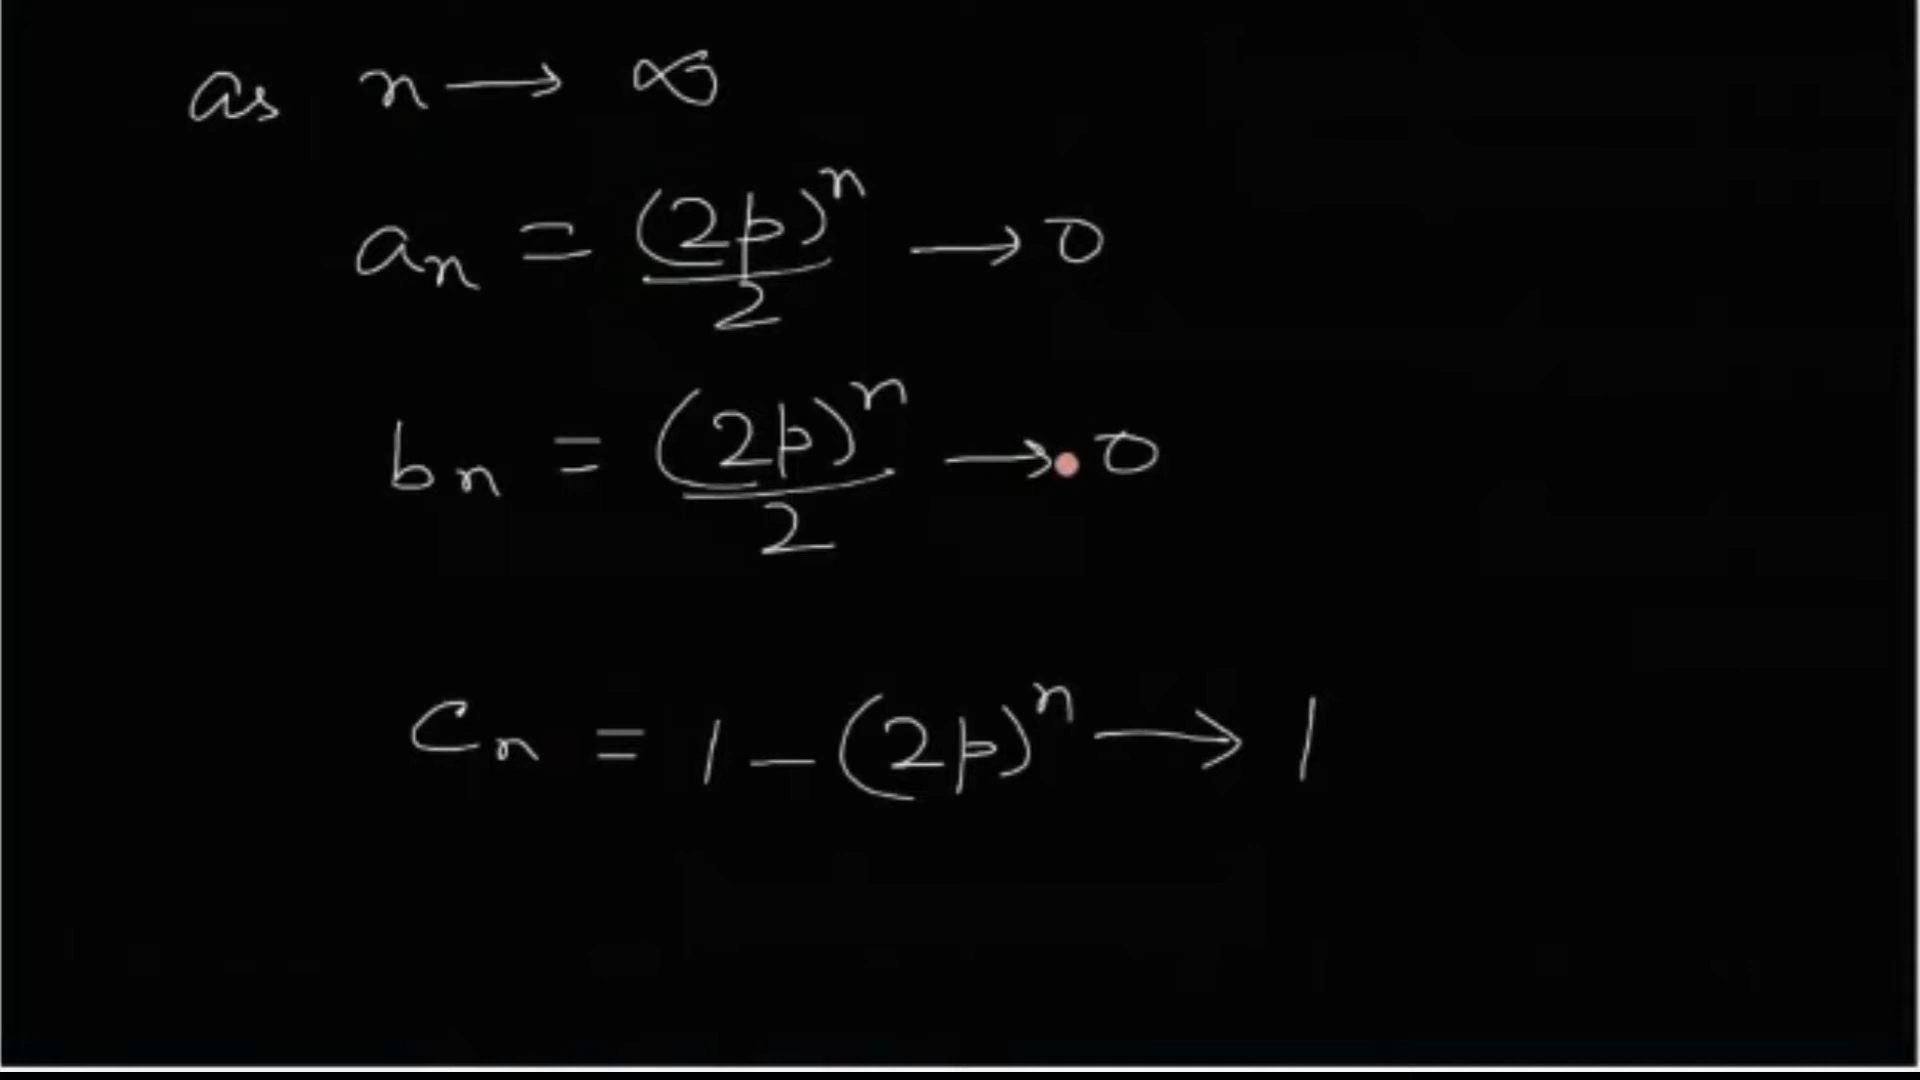 as n → ∞
aₙ = (2p)ⁿ/2 → 0
bₙ = (2p)ⁿ/2 → 0
Cₙ = 1 – (2p)ⁿ → 1